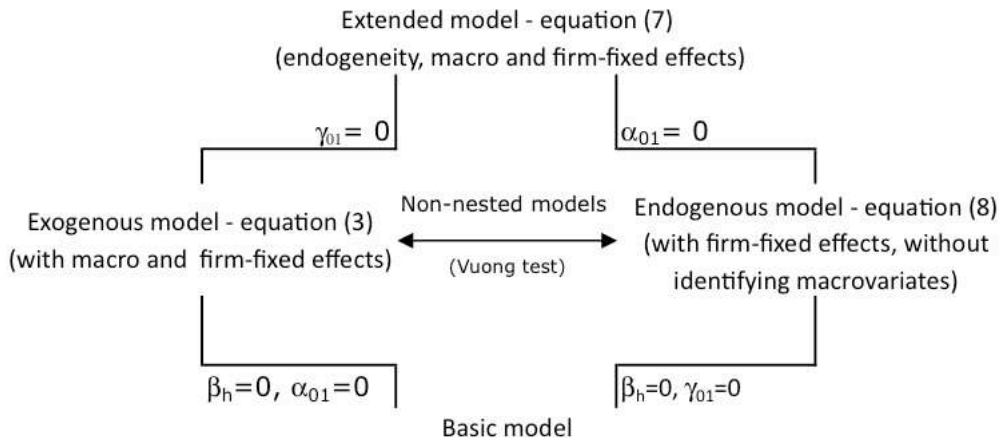 Extended model - equation (7)
(endogeneity, macro and firm-fixed effects)
γ01= 0
α01= 0
Exogenous model - equation (3)
(with macro and firm-fixed effects)
Non-nested models
(Vuong test)
Endogenous model - equation (8)
(with firm-fixed effects, without
identifying macrovariates)
βh=0, α01=0
βh=0, γ01=0
Basic model